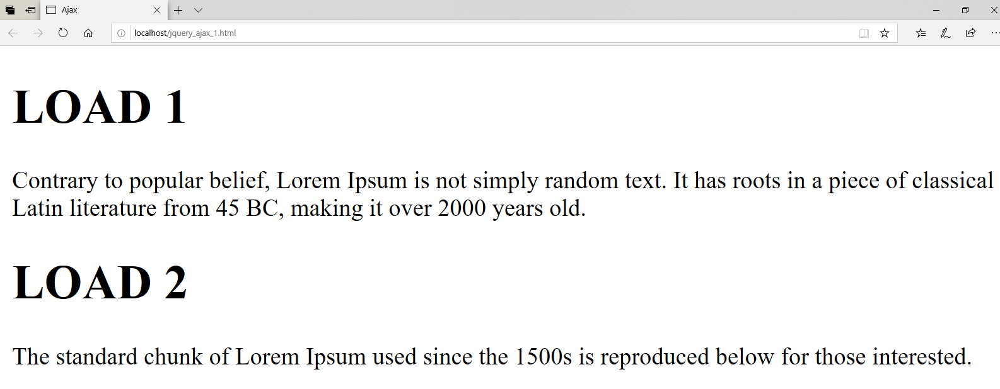 Ajax
localhost/jquery_ajax_1.html
LOAD 1
Contrary to popular belief, Lorem Ipsum is not simply random text. It has roots in a piece of classical
Latin literature from 45 BC, making it over 2000 years old.
LOAD 2
The standard chunk of Lorem Ipsum used since the 1500s is reproduced below for those interested.